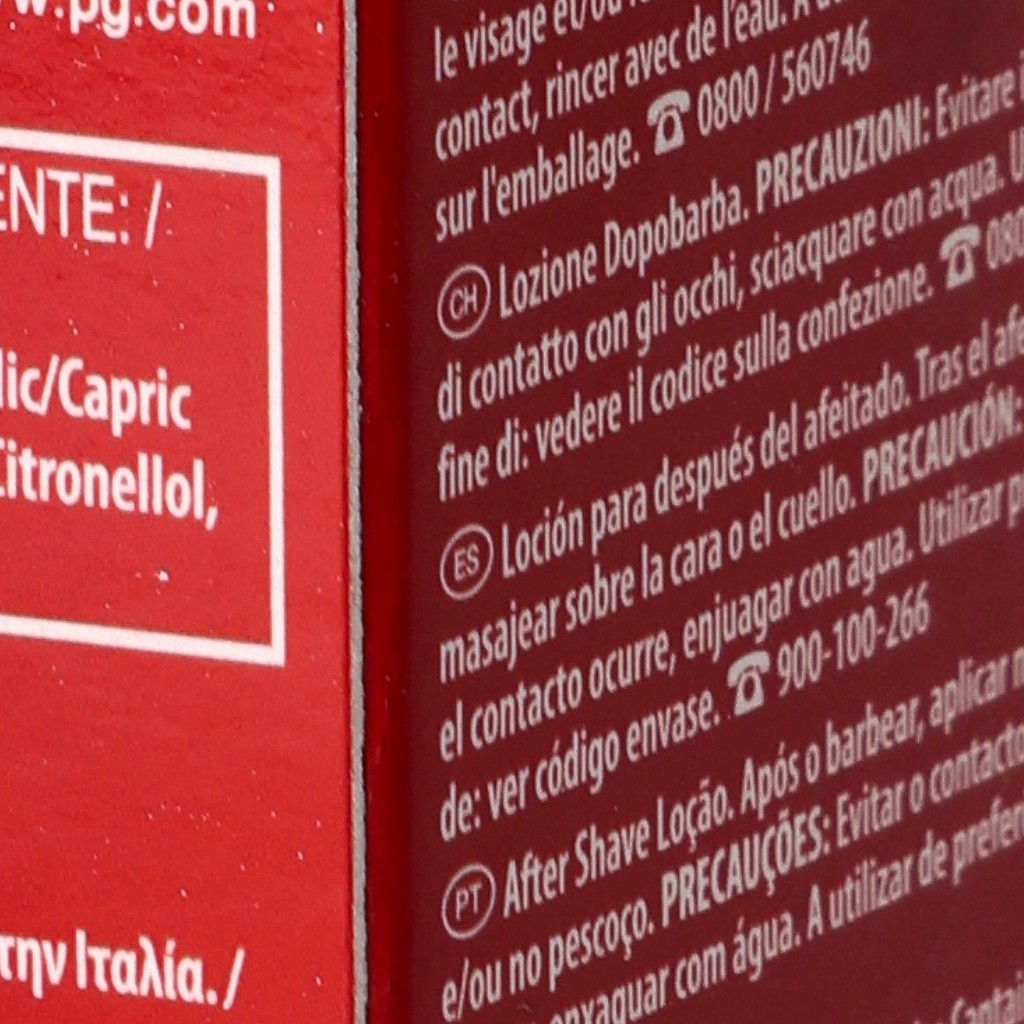 .pg.com
ENTE: /
lic/Capric
Citronellol,
την Ιταλία. /
le visage et/ou
contact, rincer avec de l'eau. A
sur l'emballage. ☎ 0800 / 560746
CH Lozione Dopobarba. PRECAUZIONI: Evitare
di contatto con gli occhi, sciacquare con acqua.
fine di: vedere il codice sulla confezione. ☎ 080
ES Loción para después del afeitado. Tras el afe
masajear sobre la cara o el cuello. PRECAUCIÓN:
el contacto ocurre, enjuagar con agua. Utilizar
de: ver código envase. ☎ 900-100-266
PT After Shave Loção. Após o barbear, aplicar
e/ou no pescoço. PRECAUÇÕES: Evitar o contacto
enxaguar com água. A utilizar de prefer